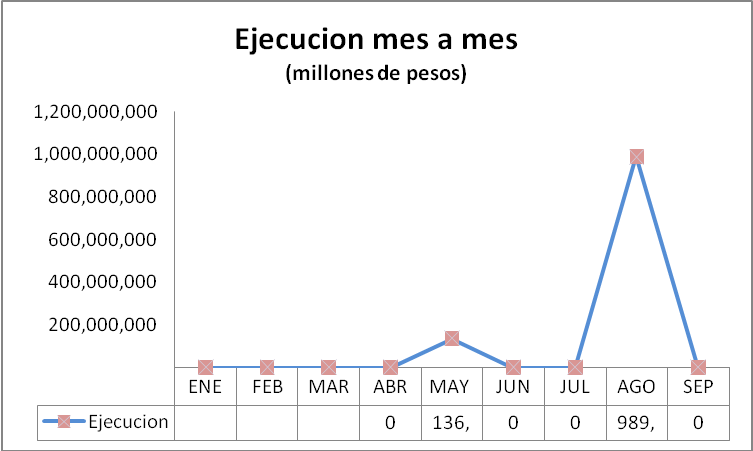 Ejecucion mes a mes
(millones de pesos)
1,200,000,000
1,000,000,000
800,000,000
600,000,000
400,000,000
200,000,000
ENE FEB MAR ABR MAY JUN JUL AGO SEP
Ejecucion 0 136, 0 0 989, 0